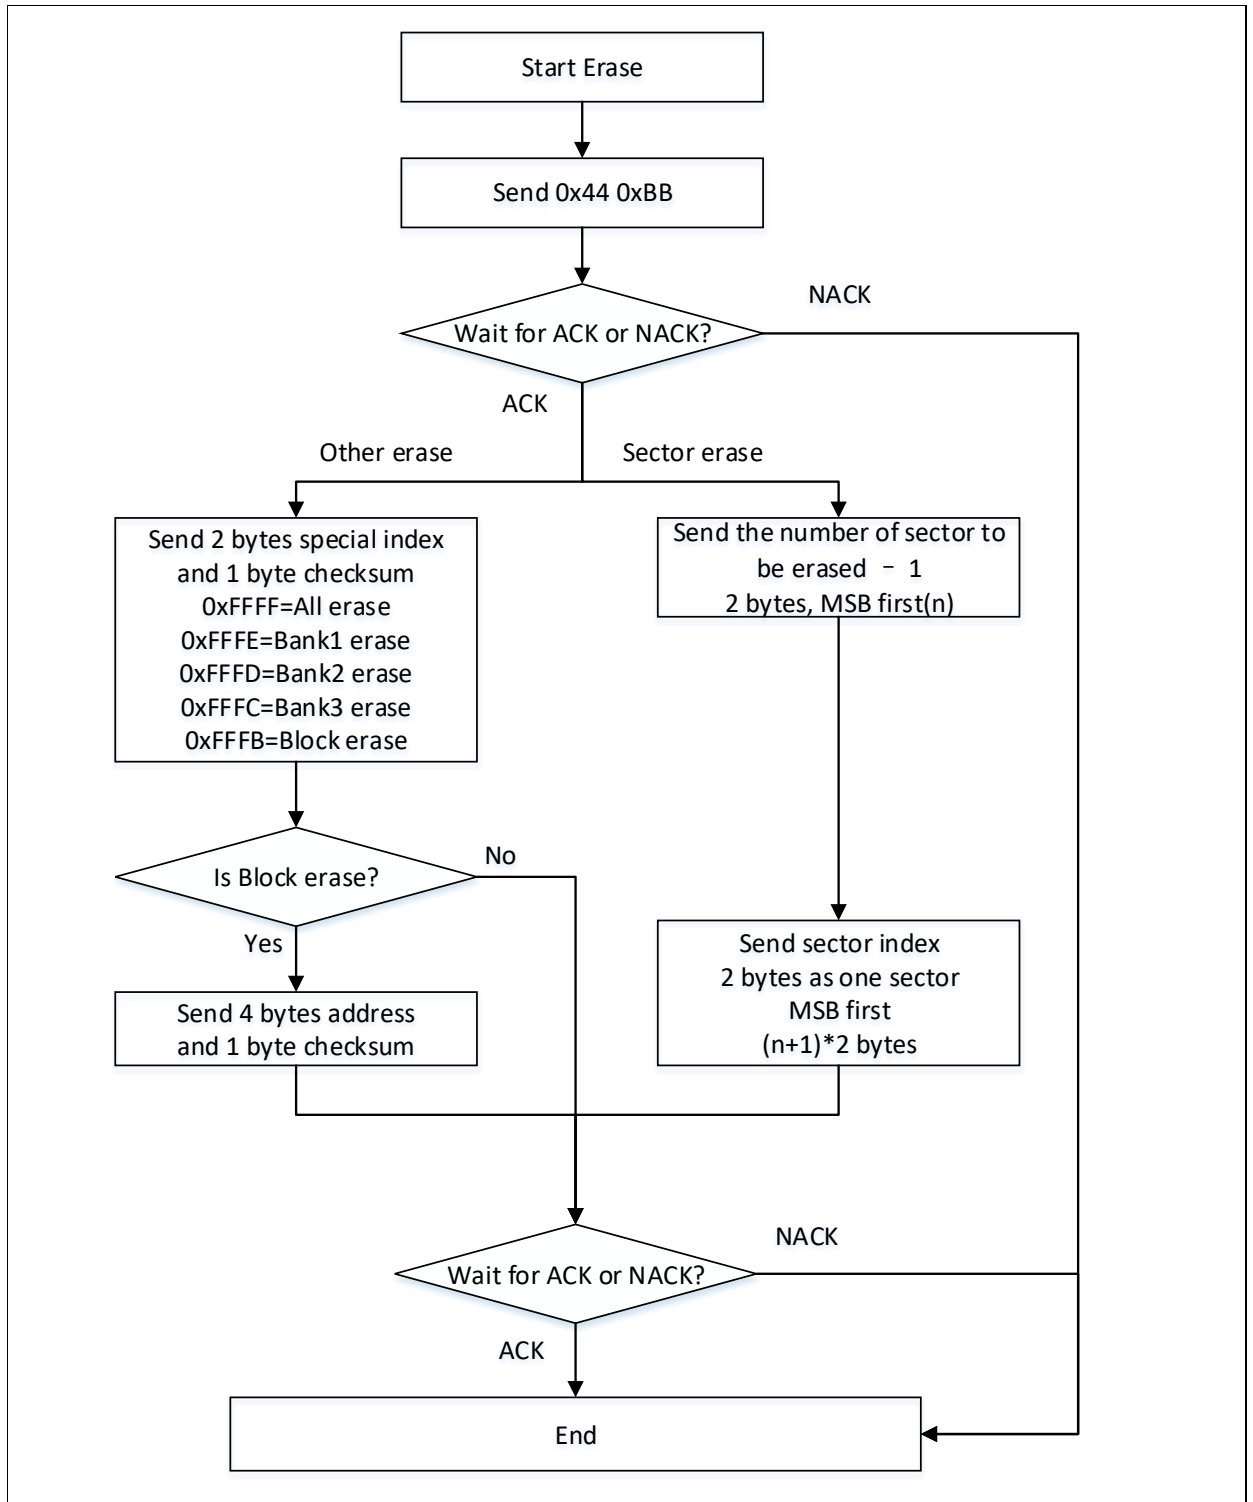 Start Erase
Send 0x44 0xBB
NACK
Wait for ACK or NACK?
ACK
Other erase
Sector erase
Send 2 bytes special index
and 1 byte checksum
0xFFFF=All erase
0xFFFE=Bank1 erase
0xFFFD=Bank2 erase
0xFFFC=Bank3 erase
0xFFFB=Block erase
Send the number of sector to
be erased – 1
2 bytes, MSB first(n)
No
Is Block erase?
Yes
Send 4 bytes address
and 1 byte checksum
Send sector index
2 bytes as one sector
MSB first
(n+1)*2 bytes
NACK
Wait for ACK or NACK?
ACK
End